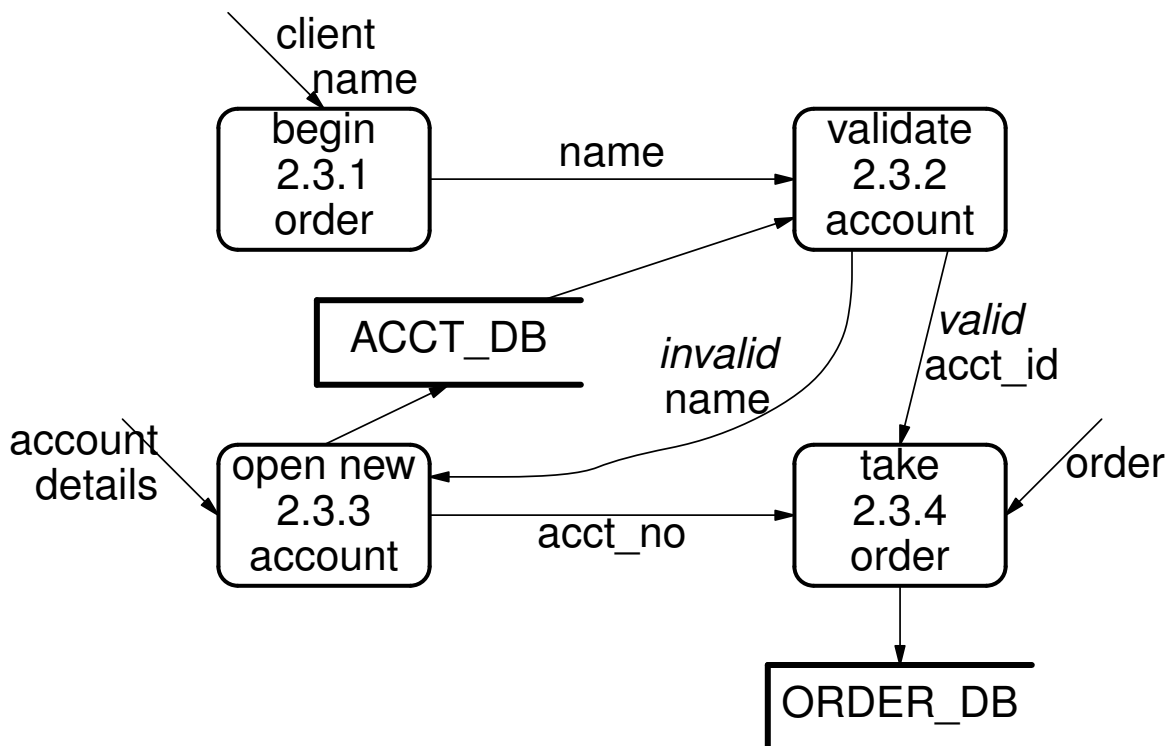 client
name
begin
2.3.1
order
name
validate
2.3.2
account
ACCT_DB
invalid
name
valid
acct_id
account
details
open new
2.3.3
account
acct_no
take
2.3.4
order
order
ORDER_DB